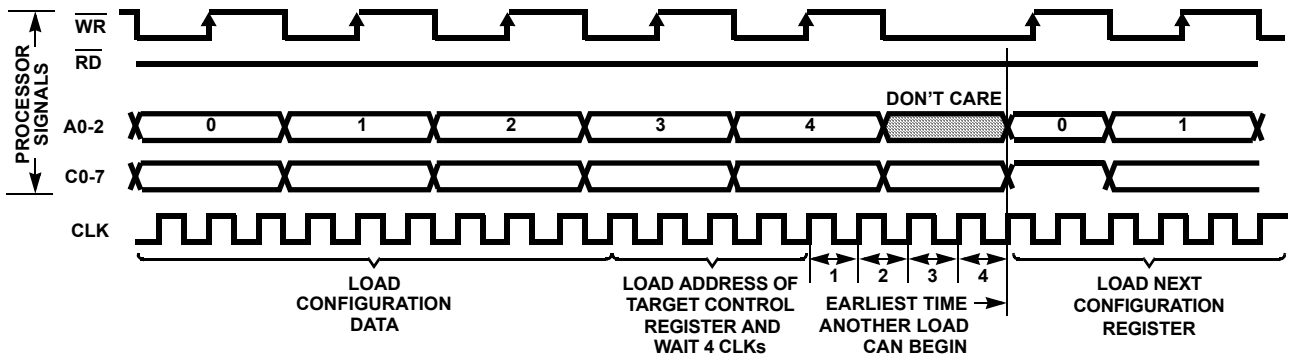 PROCESSOR
SIGNALS
WR
RD
DON'T CARE
A0-2
0
1
2
3
4
0
1
C0-7
CLK
1
2
3
4
LOAD
CONFIGURATION
DATA
LOAD ADDRESS OF
TARGET CONTROL
REGISTER AND
WAIT 4 CLKs
EARLIEST TIME
ANOTHER LOAD
CAN BEGIN
LOAD NEXT
CONFIGURATION
REGISTER